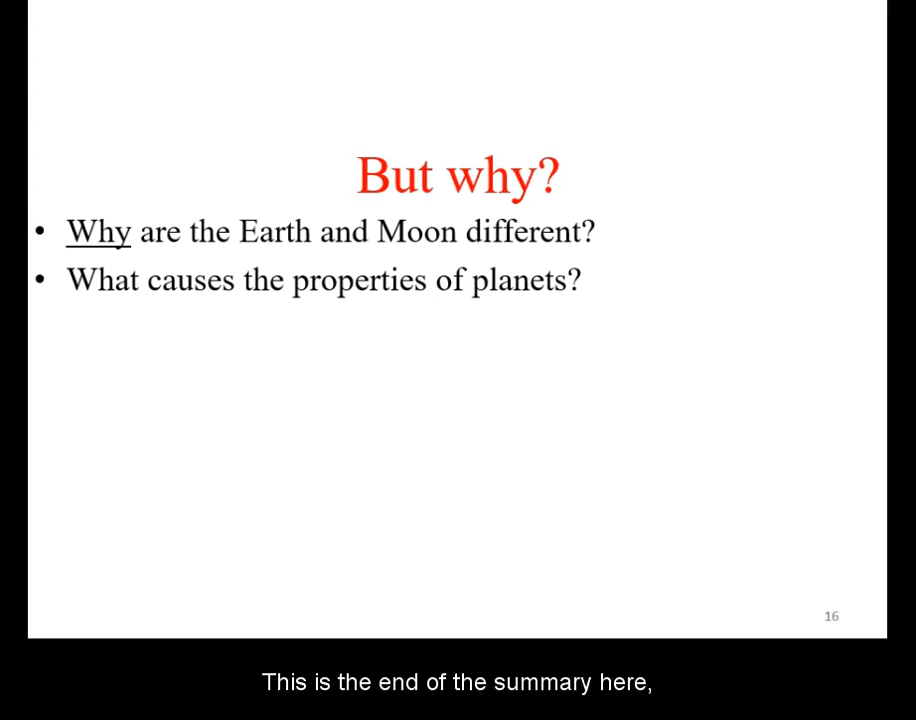 But why?
• Why are the Earth and Moon different?
• What causes the properties of planets?
16
This is the end of the summary here,